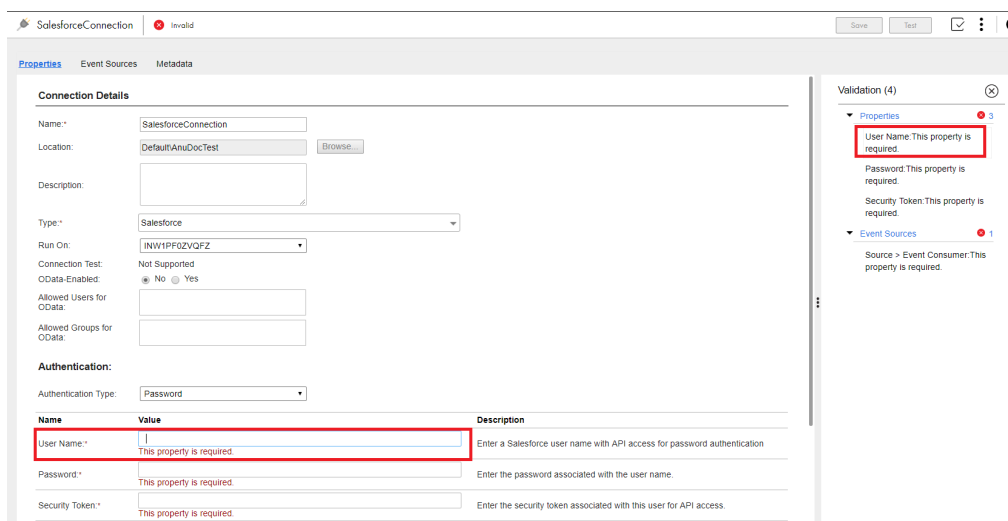 SalesforceConnection Invalid Save Test
Properties Event Sources Metadata
Connection Details
Name:* SalesforceConnection
Location: Default\AnuDocTest Browse...
Description:
Type:* Salesforce
Run On: INW1PF0ZVQFZ
Connection Test: Not Supported
OData-Enabled: No Yes
Allowed Users for
OData:
Allowed Groups for
OData:
Authentication:
Authentication Type: Password
Name Value Description
User Name:* Enter a Salesforce user name with API access for password authentication
This property is required.
Password:* Enter the password associated with the user name.
This property is required.
Security Token:* Enter the security token associated with this user for API access.
This property is required.
Validation (4)
Properties 3
User Name:This property is
required.
Password:This property is
required.
Security Token:This property is
required.
Event Sources 1
Source > Event Consumer:This
property is required.